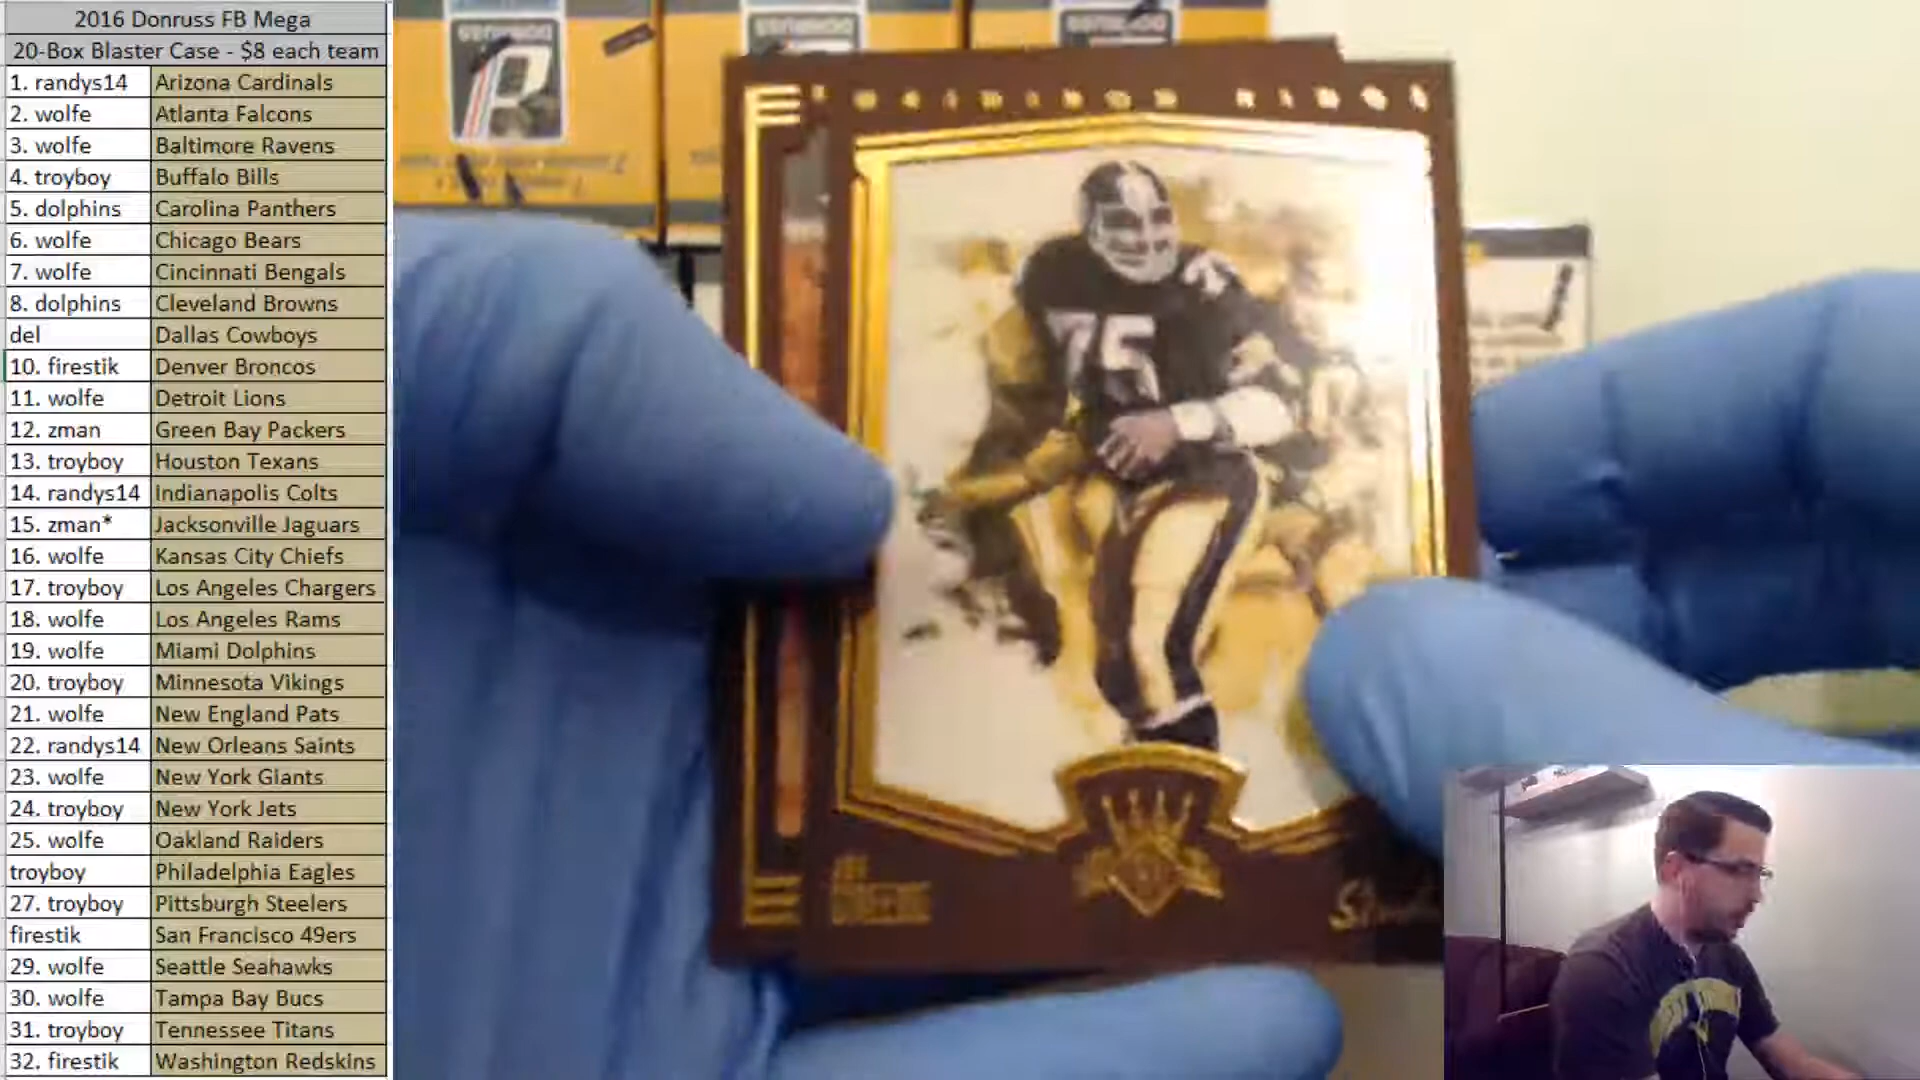 2016 Donruss FB Mega
20-Box Blaster Case - $8 each team
1. randys14 Arizona Cardinals
2. wolfe Atlanta Falcons
3. wolfe Baltimore Ravens
4. troyboy Buffalo Bills
5. dolphins Carolina Panthers
6. wolfe Chicago Bears
7. wolfe Cincinnati Bengals
8. dolphins Cleveland Browns
del Dallas Cowboys
10. firestik Denver Broncos
11. wolfe Detroit Lions
12. zman Green Bay Packers
13. troyboy Houston Texans
14. randys14 Indianapolis Colts
15. zman* Jacksonville Jaguars
16. wolfe Kansas City Chiefs
17. troyboy Los Angeles Chargers
18. wolfe Los Angeles Rams
19. wolfe Miami Dolphins
20. troyboy Minnesota Vikings
21. wolfe New England Pats
22. randys14 New Orleans Saints
23. wolfe New York Giants
24. troyboy New York Jets
25. wolfe Oakland Raiders
troyboy Philadelphia Eagles
27. troyboy Pittsburgh Steelers
firestik San Francisco 49ers
29. wolfe Seattle Seahawks
30. wolfe Tampa Bay Bucs
31. troyboy Tennessee Titans
32. firestik Washington Redskins
DONRUSS
75